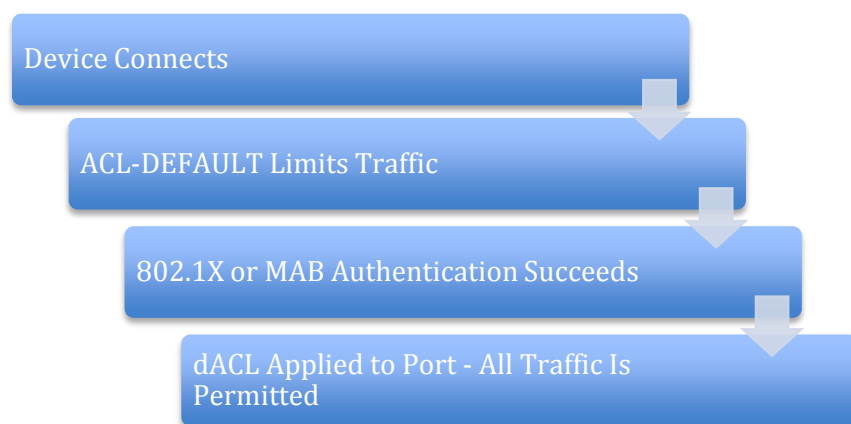 Device Connects
ACL-DEFAULT Limits Traffic
802.1X or MAB Authentication Succeeds
dACL Applied to Port - All Traffic Is
Permitted